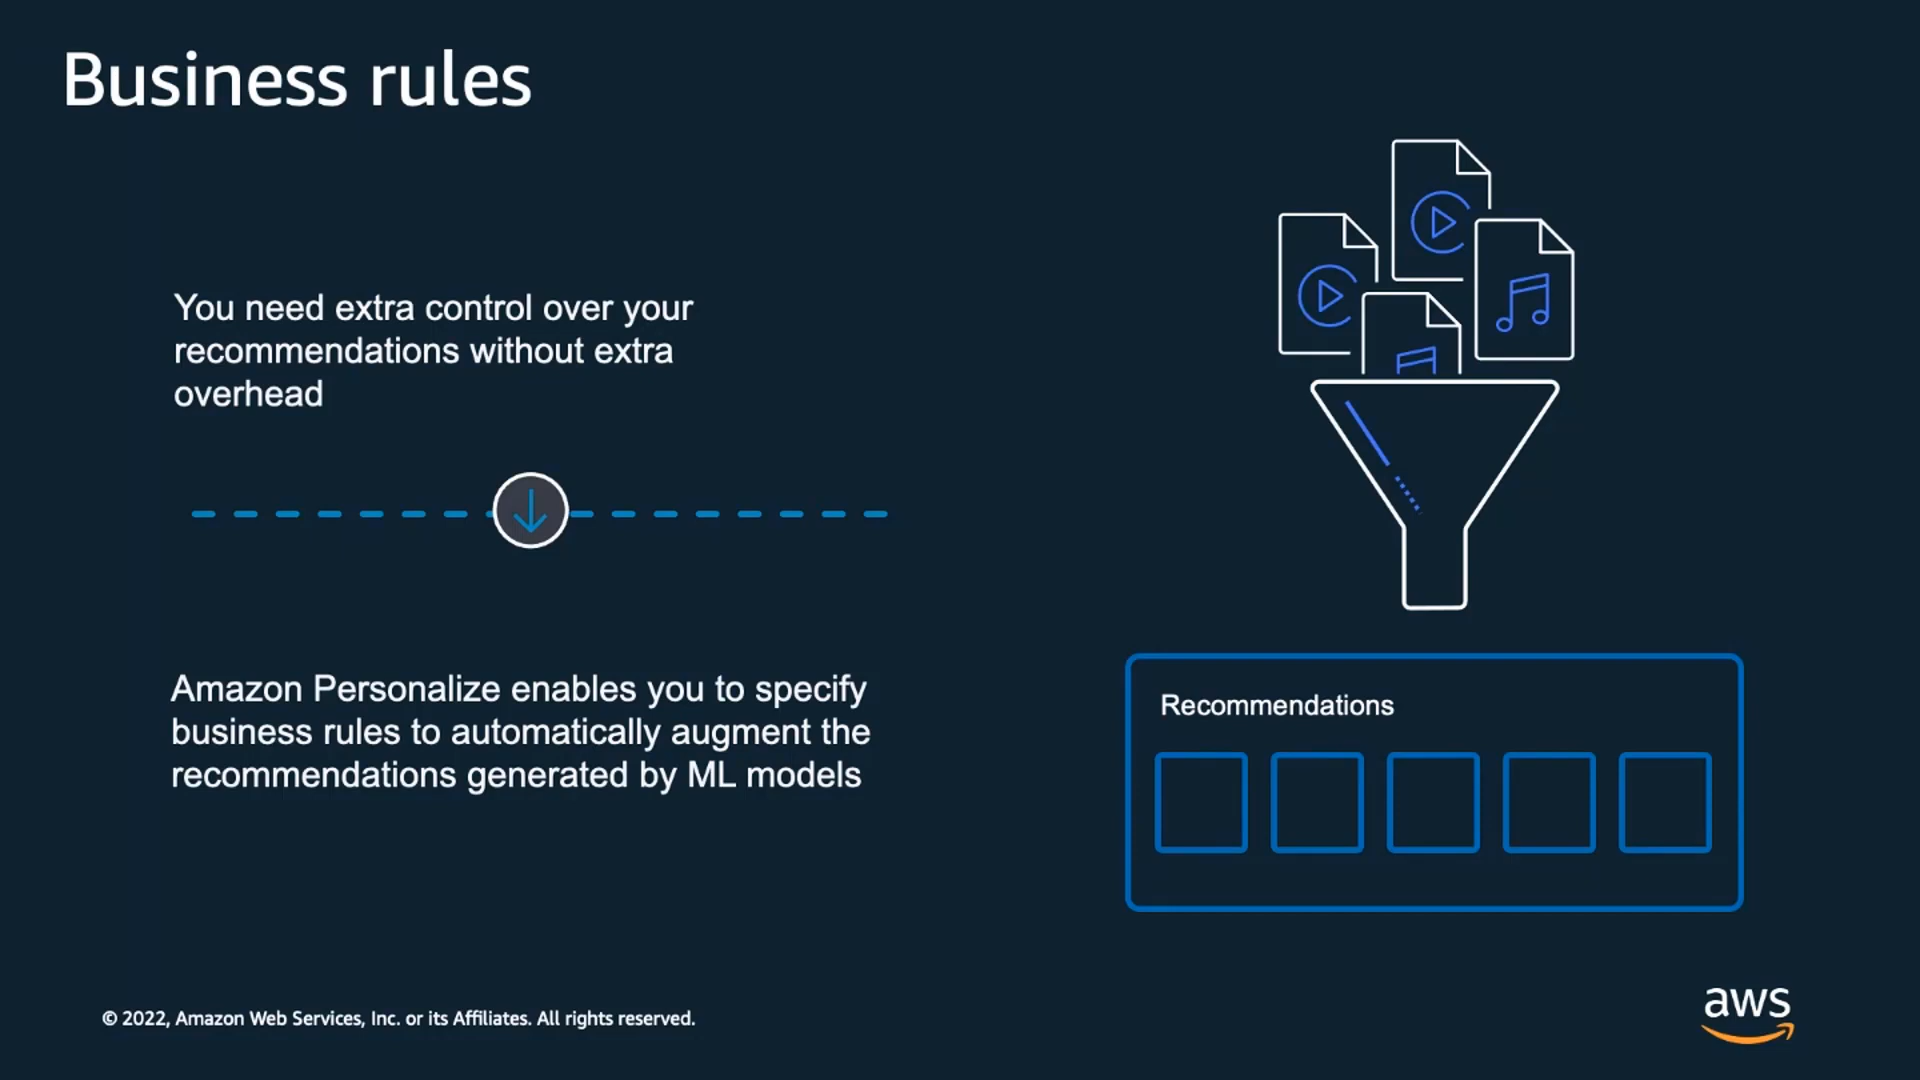 Business rules
You need extra control over your
recommendations without extra
overhead
Amazon Personalize enables you to specify
business rules to automatically augment the
recommendations generated by ML models
Recommendations
© 2022, Amazon Web Services, Inc. or its Affiliates. All rights reserved.
aws